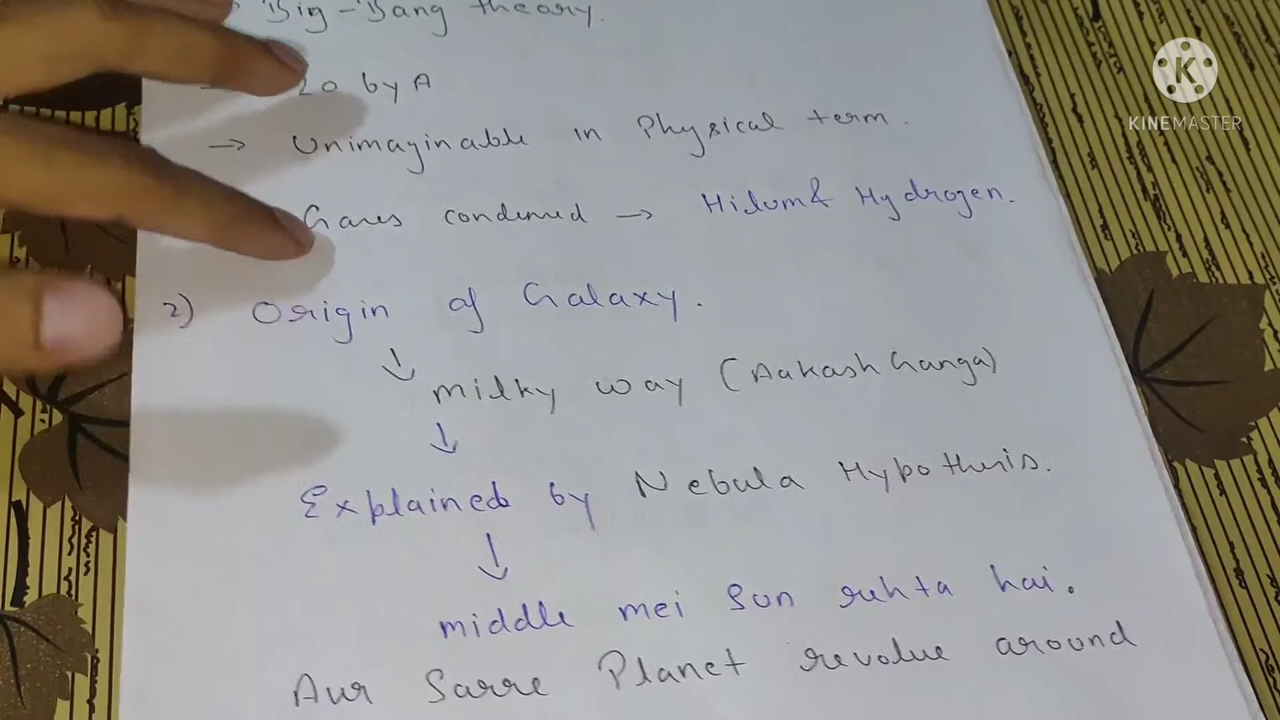 Big-Bang theory.
20 by A
→ Unimaginable in Physical term.
Gases condensed → Hilum & Hydrogen.
2) Origin of Galaxy.
↓ milky way (Aakash Ganga)
↓
Explained by Nebula Hypothesis.
↓
middle mei Sun rehta hai.
Aur Sarre Planet revolve around
KINEMASTER